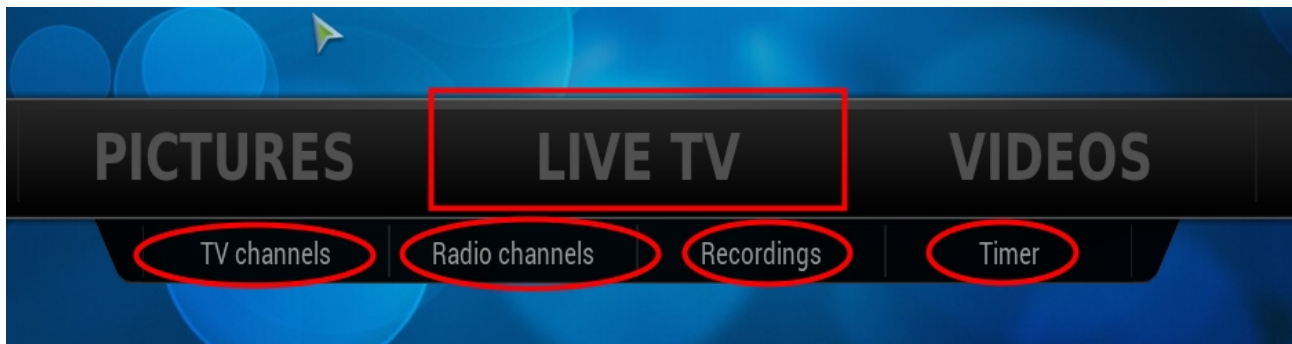 PICTURES LIVE TV VIDEOS
TV channels Radio channels Recordings Timer